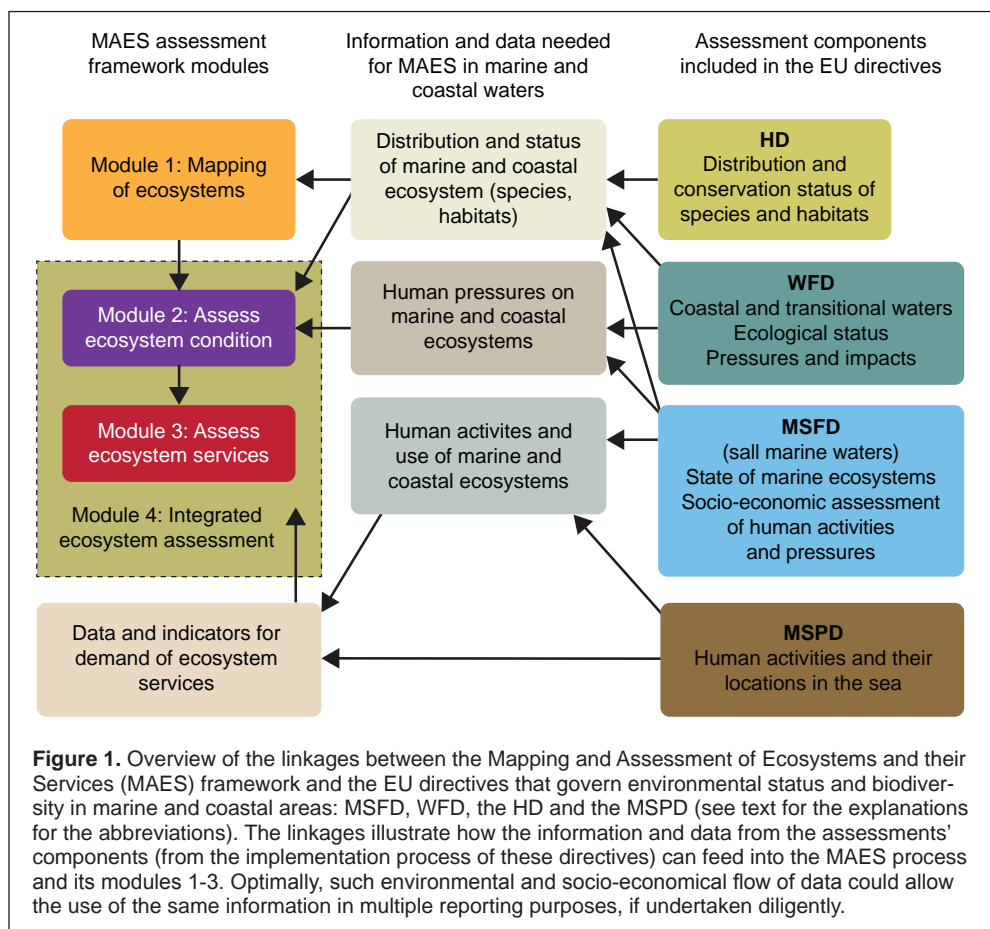 MAES assessment
framework modules
Information and data needed
for MAES in marine and
coastal waters
Assessment components
included in the EU directives
Module 1: Mapping
of ecosystems
Distribution and status
of marine and coastal
ecosystem (species,
habitats)
HD
Distribution and
conservation status of
species and habitats
Module 2: Assess
ecosystem condition
Human pressures on
marine and coastal
ecosystems
WFD
Coastal and transitional waters
Ecological status
Pressures and impacts
Module 3: Assess
ecosystem services
Human activites and
use of marine and
coastal ecosystems
MSFD
(sall marine waters)
State of marine ecosystems
Socio-economic assessment
of human activities
and pressures
Module 4: Integrated
ecosystem assessment
Data and indicators for
demand of ecosystem
services
MSPD
Human activities and their
locations in the sea
Figure 1. Overview of the linkages between the Mapping and Assessment of Ecosystems and their
Services (MAES) framework and the EU directives that govern environmental status and biodiver-
sity in marine and coastal areas: MSFD, WFD, the HD and the MSPD (see text for the explanations
for the abbreviations). The linkages illustrate how the information and data from the assessments'
components (from the implementation process of these directives) can feed into the MAES process
and its modules 1-3. Optimally, such environmental and socio-economical flow of data could allow
the use of the same information in multiple reporting purposes, if undertaken diligently.